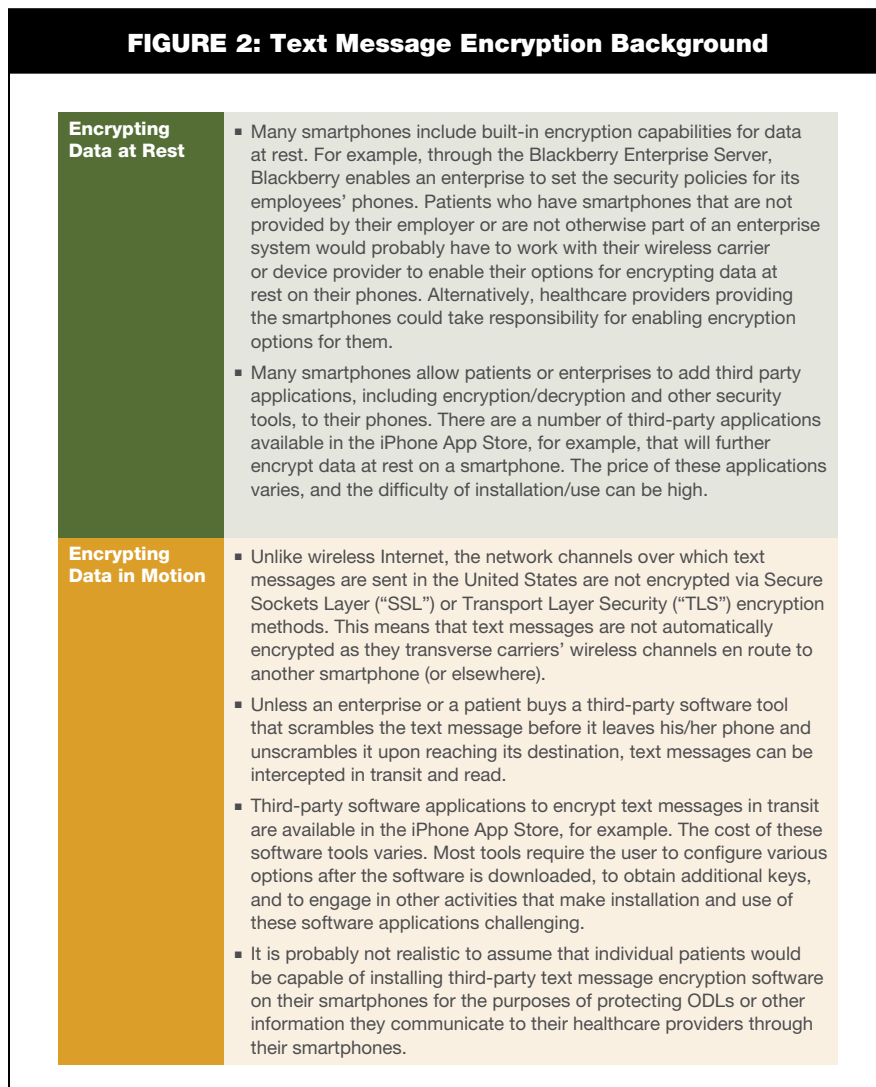 FIGURE 2: Text Message Encryption Background
Encrypting
Data at Rest
▪ Many smartphones include built-in encryption capabilities for data
at rest. For example, through the Blackberry Enterprise Server,
Blackberry enables an enterprise to set the security policies for its
employees’ phones. Patients who have smartphones that are not
provided by their employer or are not otherwise part of an enterprise
system would probably have to work with their wireless carrier
or device provider to enable their options for encrypting data at
rest on their phones. Alternatively, healthcare providers providing
the smartphones could take responsibility for enabling encryption
options for them.
▪ Many smartphones allow patients or enterprises to add third party
applications, including encryption/decryption and other security
tools, to their phones. There are a number of third-party applications
available in the iPhone App Store, for example, that will further
encrypt data at rest on a smartphone. The price of these applications
varies, and the difficulty of installation/use can be high.
Encrypting
Data in Motion
▪ Unlike wireless Internet, the network channels over which text
messages are sent in the United States are not encrypted via Secure
Sockets Layer (“SSL”) or Transport Layer Security (“TLS”) encryption
methods. This means that text messages are not automatically
encrypted as they transverse carriers’ wireless channels en route to
another smartphone (or elsewhere).
▪ Unless an enterprise or a patient buys a third-party software tool
that scrambles the text message before it leaves his/her phone and
unscrambles it upon reaching its destination, text messages can be
intercepted in transit and read.
▪ Third-party software applications to encrypt text messages in transit
are available in the iPhone App Store, for example. The cost of these
software tools varies. Most tools require the user to configure various
options after the software is downloaded, to obtain additional keys,
and to engage in other activities that make installation and use of
these software applications challenging.
▪ It is probably not realistic to assume that individual patients would
be capable of installing third-party text message encryption software
on their smartphones for the purposes of protecting ODLs or other
information they communicate to their healthcare providers through
their smartphones.